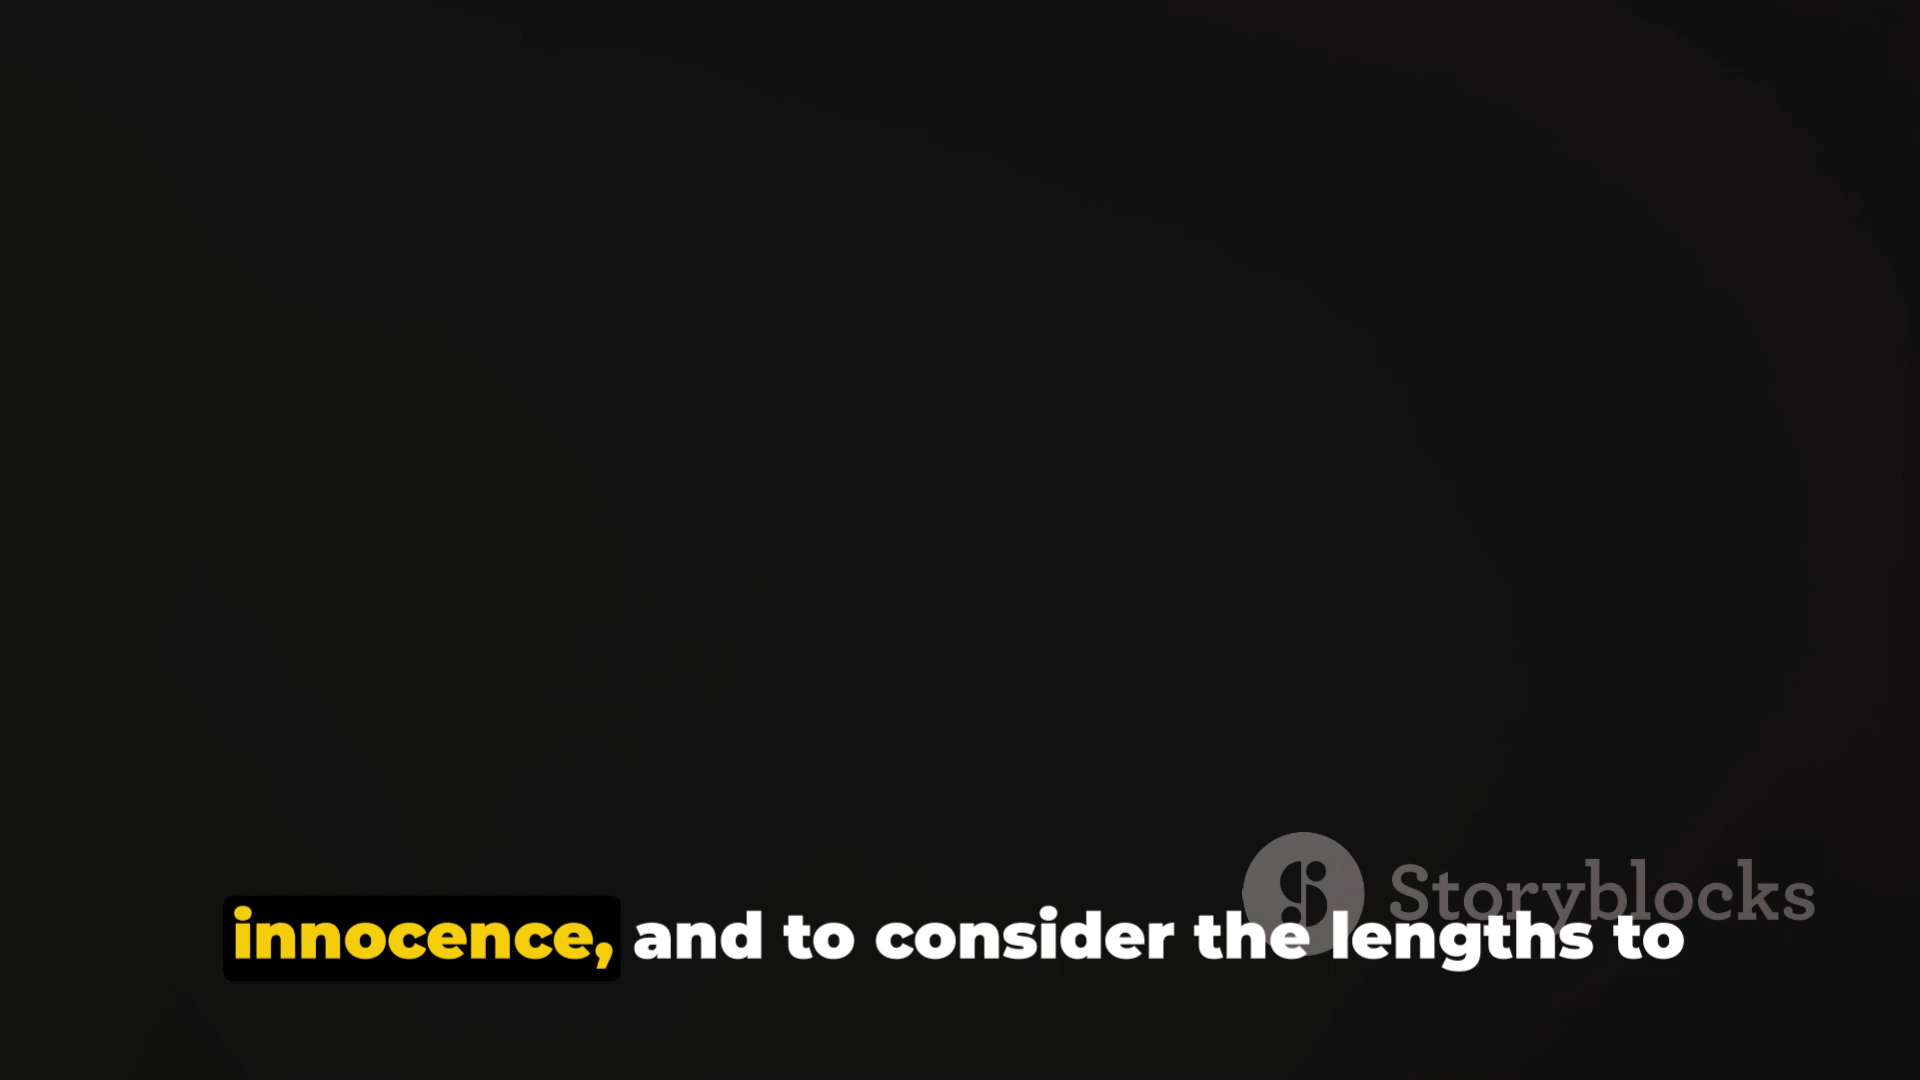 Storyblocks
innocence, and to consider the lengths to